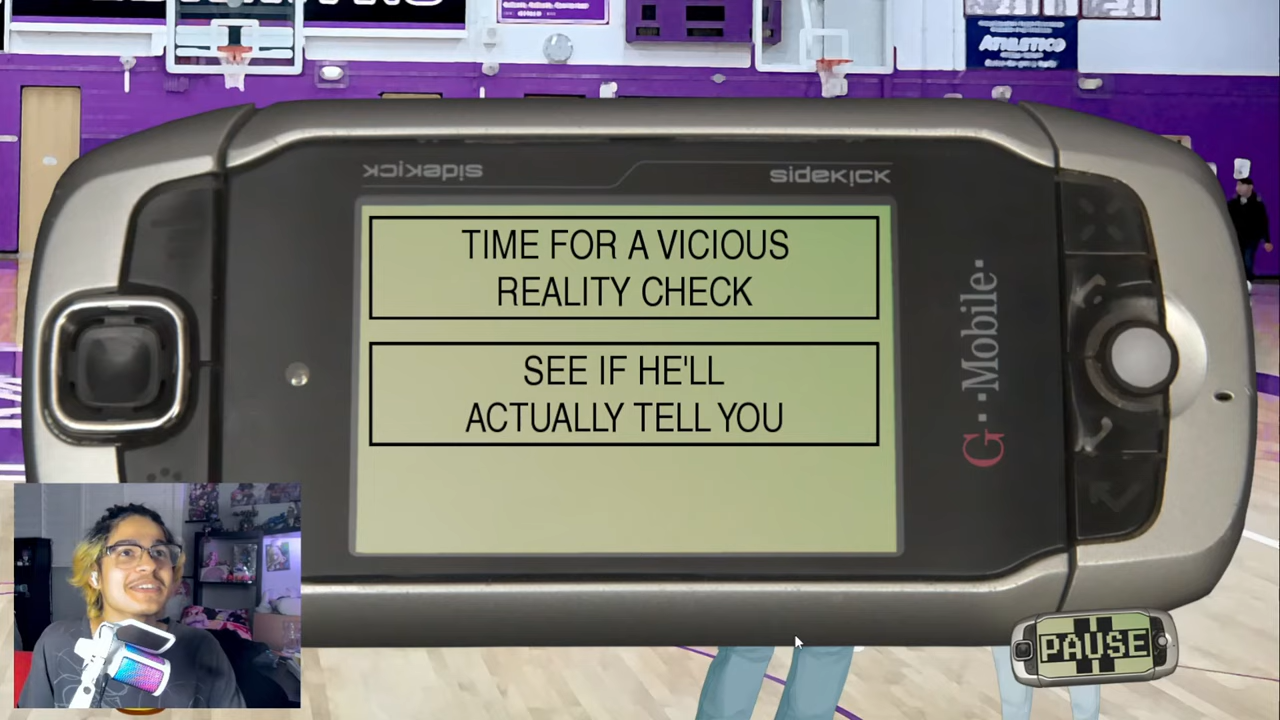 ATHLETICO
sidekick
sidekick
TIME FOR A VICIOUS
REALITY CHECK
SEE IF HE'LL
ACTUALLY TELL YOU
G··Mobile·
PAUSE